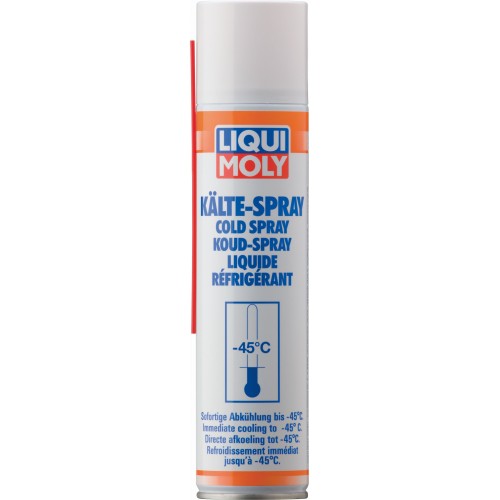 LIQUI
MOLY
KÄLTE-SPRAY
COLD SPRAY
KOUD-SPRAY
LIQUIDE
RÉFRIGÉRANT
-45°C
Sofortige Abkühlung bis -45°C.
Immediate cooling to -45°C.
Directe afkoeling tot -45°C.
Refroidissement immédiat
jusqu'à -45°C.